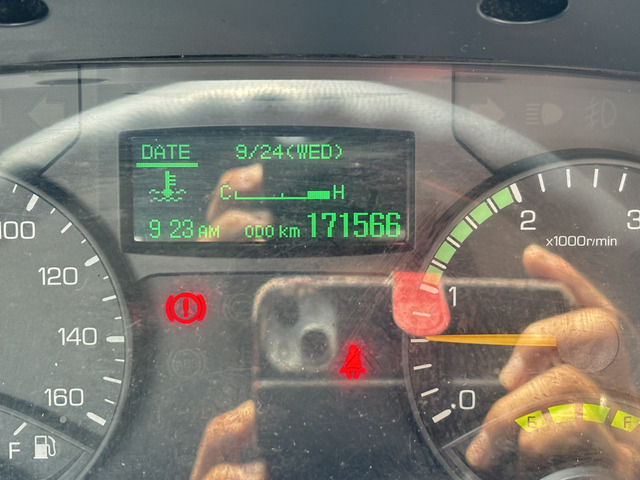 DATE 9/24(WED)
C H
9 23 AM ODO km 171566
100
120
140
160
F
3
2
x1000r/min
1
0
E F